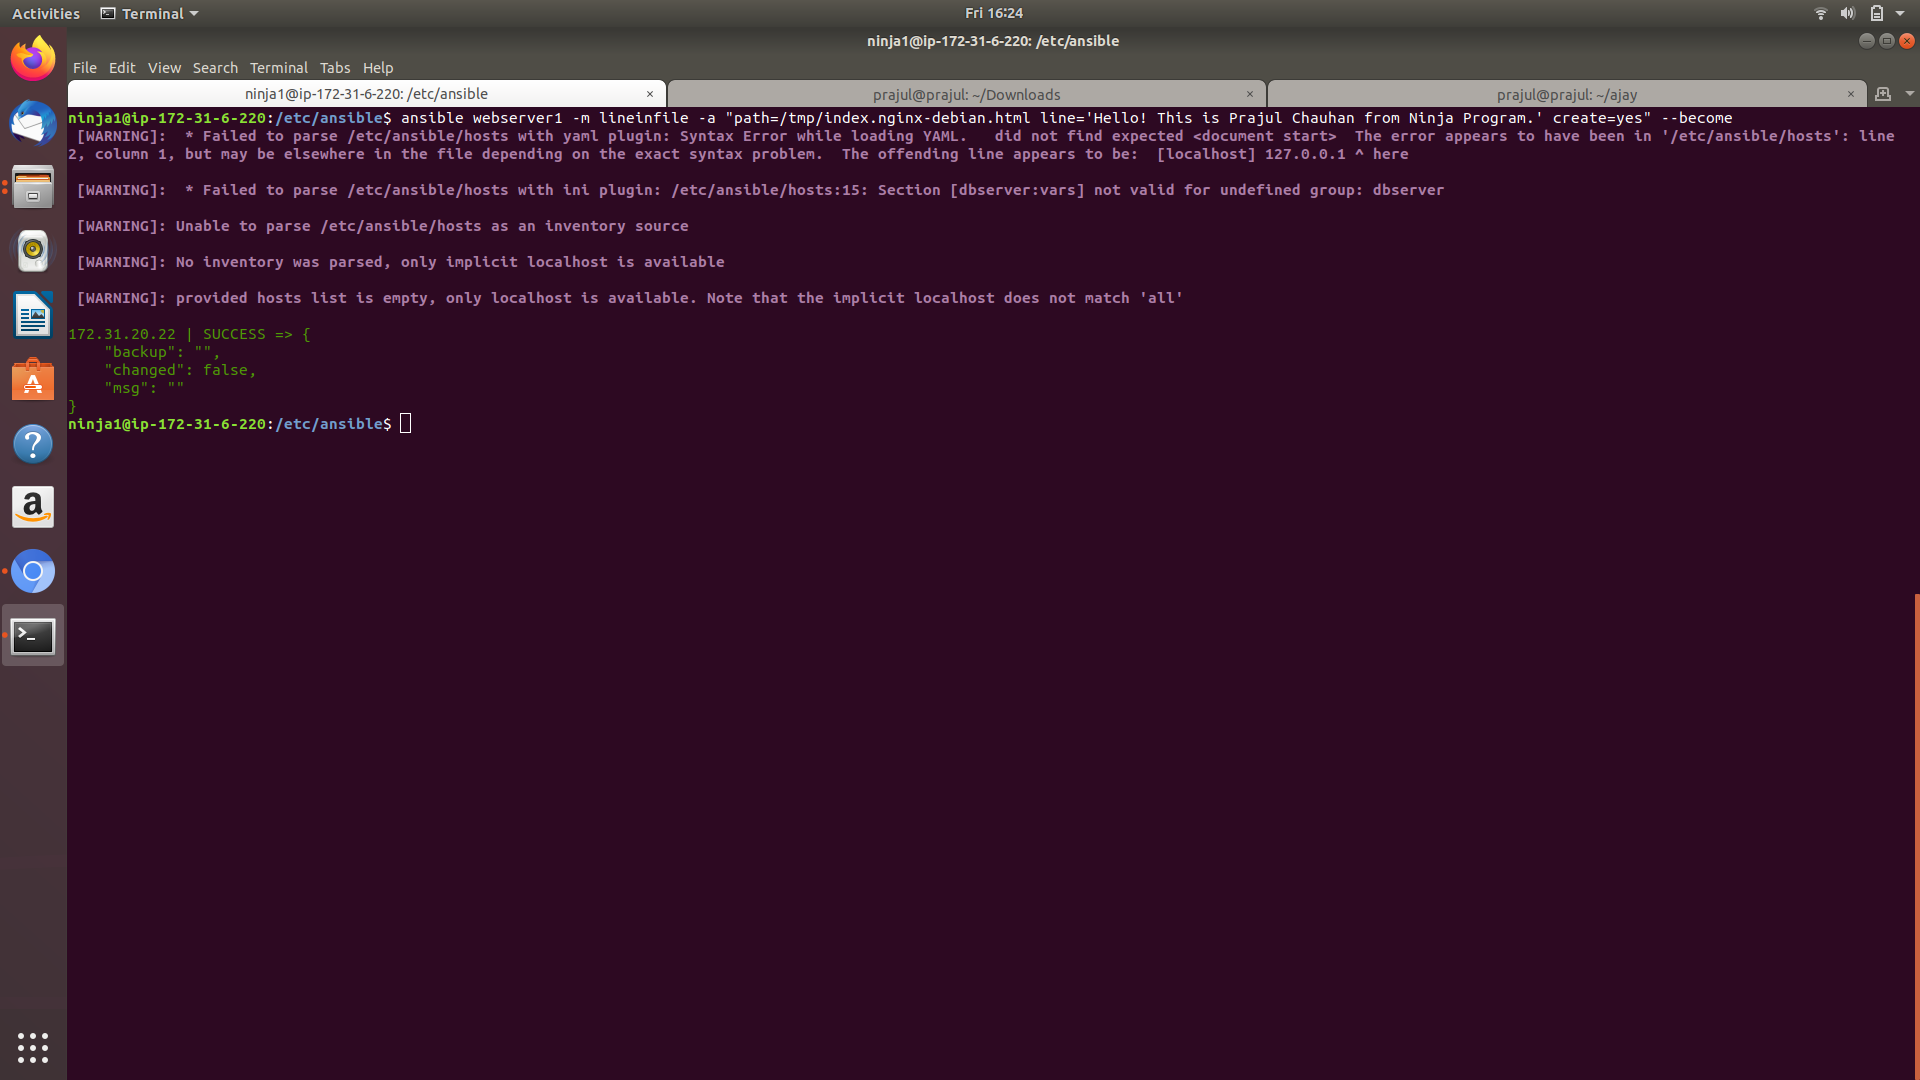 Activities Terminal Fri 16:24
ninja1@ip-172-31-6-220: /etc/ansible
File Edit View Search Terminal Tabs Help
ninja1@ip-172-31-6-220: /etc/ansible × prajul@prajul: ~/Downloads × prajul@prajul: ~/ajay ×
ninja1@ip-172-31-6-220:/etc/ansible$ ansible webserver1 -m lineinfile -a "path=/tmp/index.nginx-debian.html line='Hello! This is Prajul Chauhan from Ninja Program.' create=yes" --become
[WARNING]:  * Failed to parse /etc/ansible/hosts with yaml plugin: Syntax Error while loading YAML.   did not find expected <document start>  The error appears to have been in '/etc/ansible/hosts': line
2, column 1, but may be elsewhere in the file depending on the exact syntax problem.  The offending line appears to be:  [localhost] 127.0.0.1 ^ here
[WARNING]:  * Failed to parse /etc/ansible/hosts with ini plugin: /etc/ansible/hosts:15: Section [dbserver:vars] not valid for undefined group: dbserver
[WARNING]: Unable to parse /etc/ansible/hosts as an inventory source
[WARNING]: No inventory was parsed, only implicit localhost is available
[WARNING]: provided hosts list is empty, only localhost is available. Note that the implicit localhost does not match 'all'
172.31.20.22 | SUCCESS => {
    "backup": "",
    "changed": false,
    "msg": ""
}
ninja1@ip-172-31-6-220:/etc/ansible$